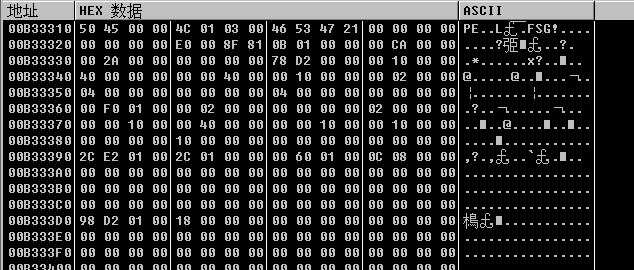 地址 HEX 数据 ASCII
00B33310 50 45 00 00 4C 01 03 00 46 53 47 21 00 00 00 00 PE..L£.FSG!....
00B33320 00 00 00 00 E0 00 8F 81 0B 01 00 00 00 CA 00 00
00B33330 00 2A 00 00 00 00 00 00 78 D2 00 00 00 10 00 00
00B33340 40 00 00 00 00 00 40 00 00 10 00 00 00 02 00 00
00B33350 04 00 00 00 00 00 00 00 04 00 00 00 00 00 00 00
00B33360 00 F0 01 00 00 02 00 00 00 00 00 00 02 00 00 00
00B33370 00 00 10 00 00 40 00 00 00 00 10 00 00 10 00 00
00B33380 00 00 00 00 10 00 00 00 00 00 00 00 00 00 00 00
00B33390 2C E2 01 00 2C 01 00 00 00 60 01 00 0C 08 00 00
00B333A0 00 00 00 00 00 00 00 00 00 00 00 00 00 00 00 00 ................
00B333B0 00 00 00 00 00 00 00 00 00 00 00 00 00 00 00 00 ................
00B333C0 00 00 00 00 00 00 00 00 00 00 00 00 00 00 00 00 ................
00B333D0 98 D2 01 00 18 00 00 00 00 00 00 00 00 00 00 00
00B333E0 00 00 00 00 00 00 00 00 00 00 00 00 00 00 00 00 ................
00B333F0 00 00 00 00 00 00 00 00 00 00 00 00 00 00 00 00 ................